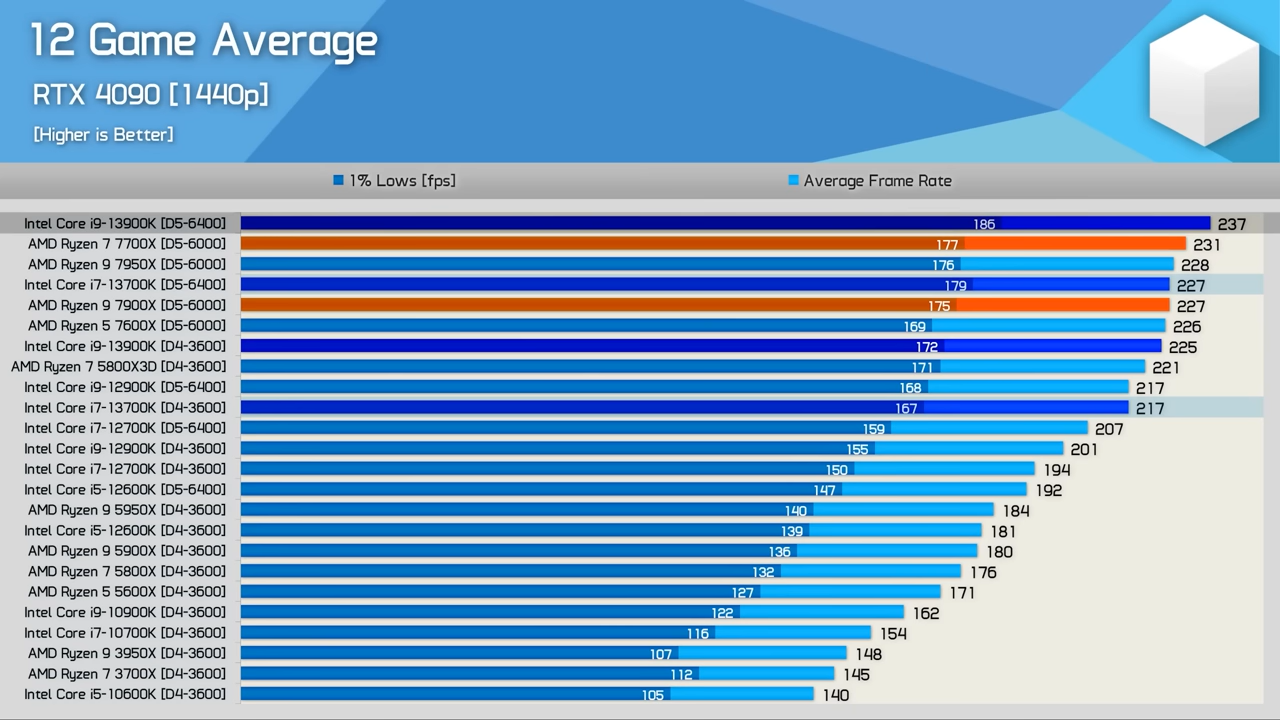 12 Game Average
RTX 4090 [1440p]
[Higher is Better]
1% Lows [fps] Average Frame Rate
Intel Core i9-13900K [D5-6400] 186 237
AMD Ryzen 7 7700X [D5-6000] 177 231
AMD Ryzen 9 7950X [D5-6000] 176 228
Intel Core i7-13700K [D5-6400] 179 227
AMD Ryzen 9 7900X [D5-6000] 175 227
AMD Ryzen 5 7600X [D5-6000] 169 226
Intel Core i9-13900K [D4-3600] 172 225
AMD Ryzen 7 5800X3D [D4-3600] 171 221
Intel Core i9-12900K [D5-6400] 168 217
Intel Core i7-13700K [D4-3600] 167 217
Intel Core i7-12700K [D5-6400] 159 207
Intel Core i9-12900K [D4-3600] 155 201
Intel Core i7-12700K [D4-3600] 150 194
Intel Core i5-12600K [D5-6400] 147 192
AMD Ryzen 9 5950X [D4-3600] 140 184
Intel Core i5-12600K [D4-3600] 139 181
AMD Ryzen 9 5900X [D4-3600] 136 180
AMD Ryzen 7 5800X [D4-3600] 132 176
AMD Ryzen 5 5600X [D4-3600] 127 171
Intel Core i9-10900K [D4-3600] 122 162
Intel Core i7-10700K [D4-3600] 116 154
AMD Ryzen 9 3950X [D4-3600] 107 148
AMD Ryzen 7 3700X [D4-3600] 112 145
Intel Core i5-10600K [D4-3600] 105 140